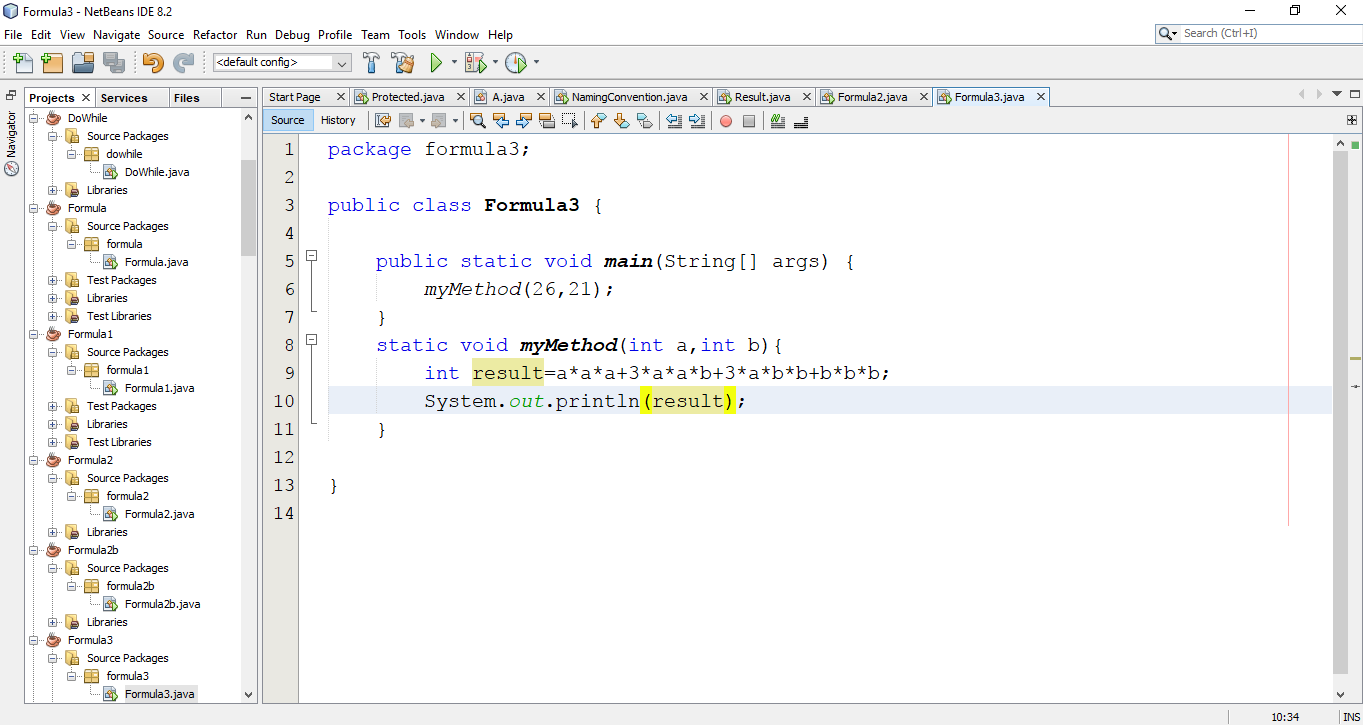 Formula3 - NetBeans IDE 8.2
File Edit View Navigate Source Refactor Run Debug Profile Team Tools Window Help
Search (Ctrl+I)
<default config>
Projects Services Files
Start Page Protected.java A.java NamingConvention.java Result.java Formula2.java Formula3.java
Source History
Navigator
DoWhile
Source Packages
dowhile
DoWhile.java
Libraries
Formula
Source Packages
formula
Formula.java
Test Packages
Libraries
Test Libraries
Formula1
Source Packages
formula1
Formula1.java
Test Packages
Libraries
Test Libraries
Formula2
Source Packages
formula2
Formula2.java
Libraries
Formula2b
Source Packages
formula2b
Formula2b.java
Libraries
Formula3
Source Packages
formula3
Formula3.java
1 package formula3;
2
3 public class Formula3 {
4
5 public static void main(String[] args) {
6 myMethod(26,21);
7 }
8 static void myMethod(int a,int b){
9 int result=a*a*a+3*a*a*b+3*a*b*b+b*b*b;
10 System.out.println(result);
11 }
12
13 }
14
10:34 INS